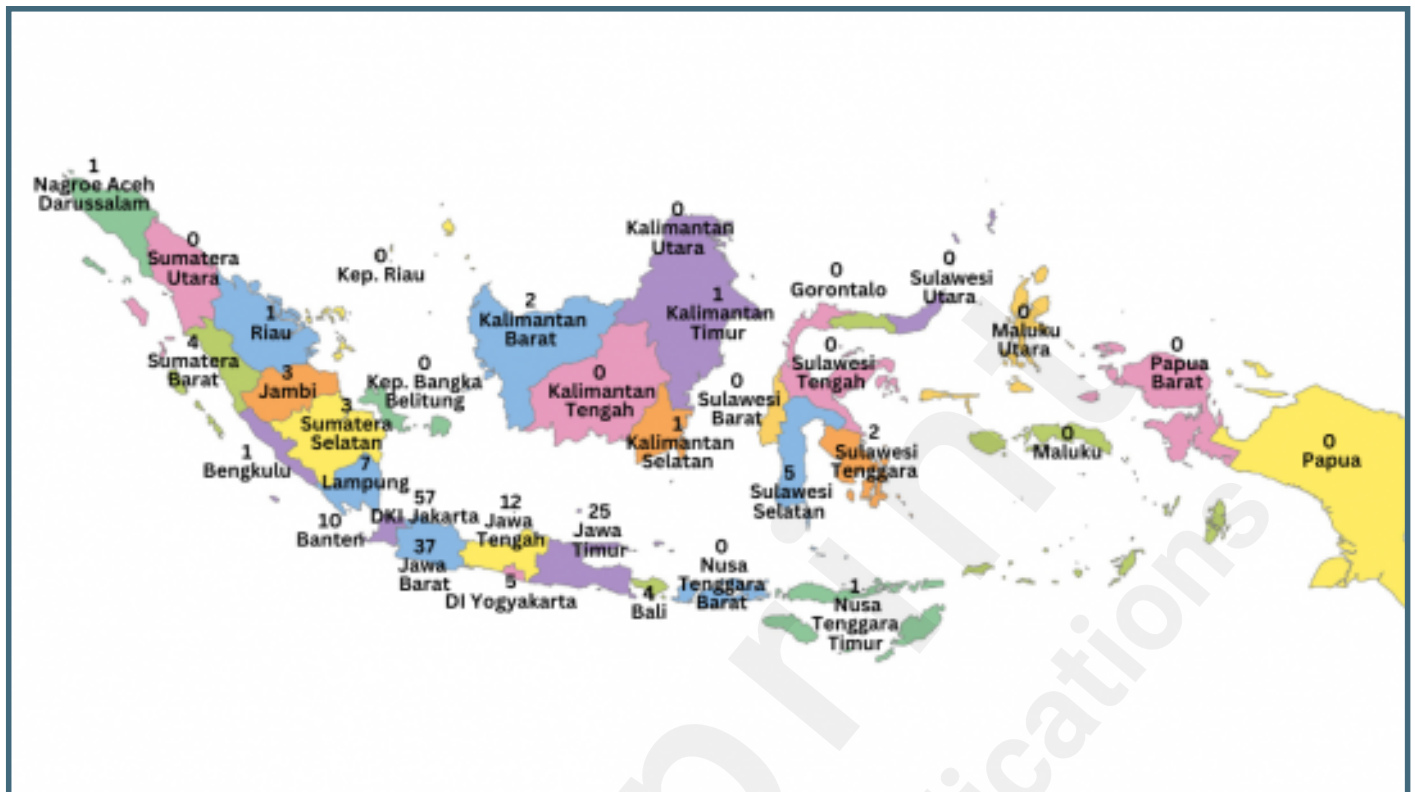 1
Nagroe Aceh
Darussalam
0
Sumatera
Utara
0
Kep. Riau
1
Riau
4
Sumatera
Barat
3
Jambi
0
Kep. Bangka
Belitung
3
Sumatera
Selatan
1
Bengkulu
7
Lampung
10
Banten
57
DKI Jakarta
37
Jawa
Barat
12
Jawa
Tengah
5
DI Yogyakarta
25
Jawa
Timur
4
Bali
0
Nusa
Tenggara
Barat
1
Nusa
Tenggara
Timur
2
Kalimantan
Barat
0
Kalimantan
Utara
1
Kalimantan
Timur
0
Kalimantan
Tengah
1
Kalimantan
Selatan
0
Gorontalo
0
Sulawesi
Utara
0
Sulawesi
Tengah
0
Sulawesi
Barat
5
Sulawesi
Selatan
2
Sulawesi
Tenggara
0
Maluku
Utara
0
Maluku
0
Papua
Barat
0
Papua
print
lications